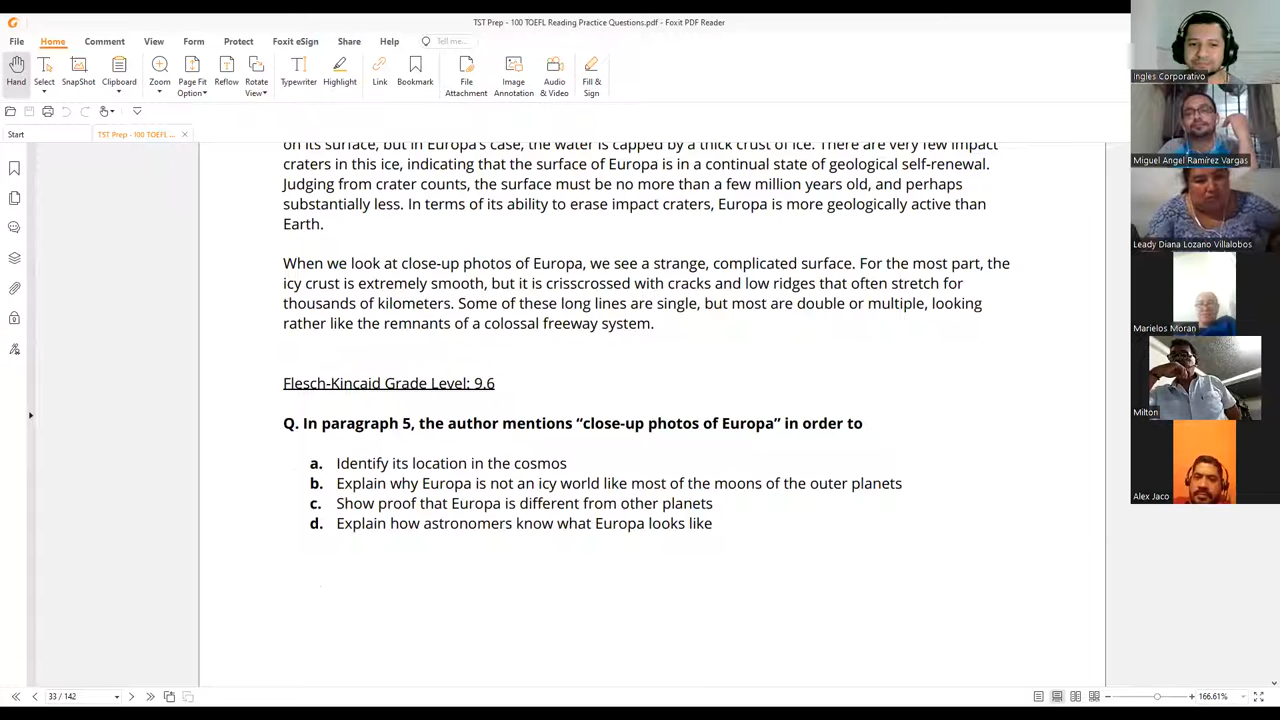 TST Prep - 100 TOEFL Reading Practice Questions.pdf - Foxit PDF Reader
File Home Comment View Form Protect Foxit eSign Share Help Tell me...
Hand Select SnapShot Clipboard Zoom Page Fit Option Reflow Rotate View Typewriter Highlight Link Bookmark File Attachment Image Annotation Audio & Video Fill & Sign
Start TST Prep - 100 TOEFL ...
on its surface, but in Europa's case, the water is capped by a thick crust of ice. There are very few impact
craters in this ice, indicating that the surface of Europa is in a continual state of geological self-renewal.
Judging from crater counts, the surface must be no more than a few million years old, and perhaps
substantially less. In terms of its ability to erase impact craters, Europa is more geologically active than
Earth.
When we look at close-up photos of Europa, we see a strange, complicated surface. For the most part, the
icy crust is extremely smooth, but it is crisscrossed with cracks and low ridges that often stretch for
thousands of kilometers. Some of these long lines are single, but most are double or multiple, looking
rather like the remnants of a colossal freeway system.
Flesch-Kincaid Grade Level: 9.6
Q. In paragraph 5, the author mentions “close-up photos of Europa” in order to
a. Identify its location in the cosmos
b. Explain why Europa is not an icy world like most of the moons of the outer planets
c. Show proof that Europa is different from other planets
d. Explain how astronomers know what Europa looks like
33 / 142
166.61%
Ingles Corporativo
Miguel Angel Ramírez Vargas
Leady Diana Lozano Villalobos
Marielos Moran
Milton
Alex Jaco